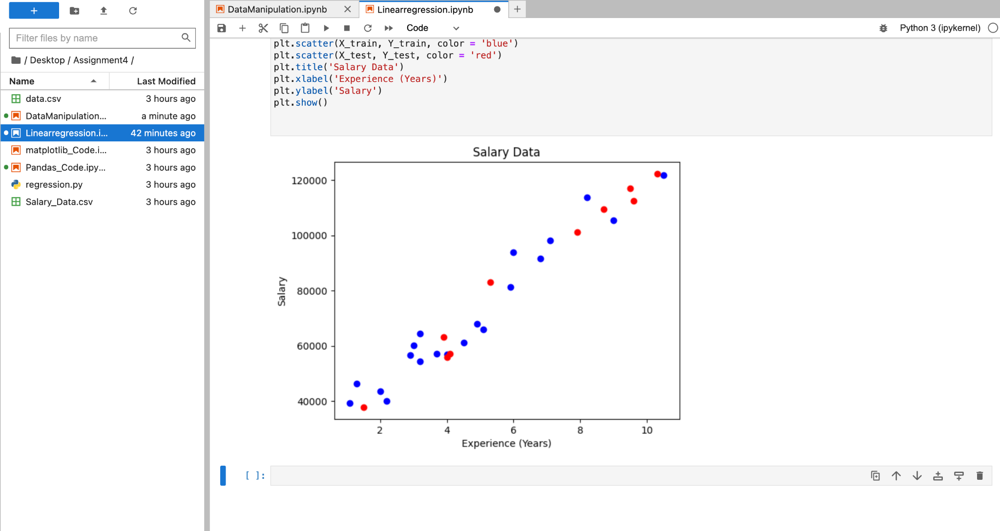 +
Filter files by name
/ Desktop / Assignment4 /
Name Last Modified
data.csv 3 hours ago
DataManipulation... a minute ago
Linearregression.i... 42 minutes ago
matplotlib_Code.i... 3 hours ago
Pandas_Code.ipy... 3 hours ago
regression.py 3 hours ago
Salary_Data.csv 3 hours ago
DataManipulation.ipynb
Linearregression.ipynb
Code
Python 3 (ipykernel)
plt.scatter(X_train, Y_train, color = 'blue')
plt.scatter(X_test, Y_test, color = 'red')
plt.title('Salary Data')
plt.xlabel('Experience (Years)')
plt.ylabel('Salary')
plt.show()
Salary Data
120000
100000
80000
60000
40000
Salary
2 4 6 8 10
Experience (Years)
[ ]: